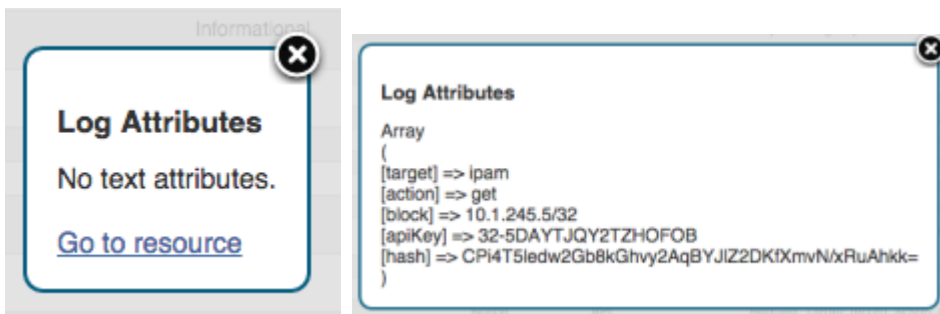 Informational
Log Attributes
No text attributes.
Go to resource
Log Attributes
Array
(
[target] => ipam
[action] => get
[block] => 10.1.245.5/32
[apiKey] => 32-5DAYTJQY2TZHOFOB
[hash] => CPi4T5ledw2Gb8kGhvy2AqBYJIZ2DKfXmvN/xRuAhkk=
)